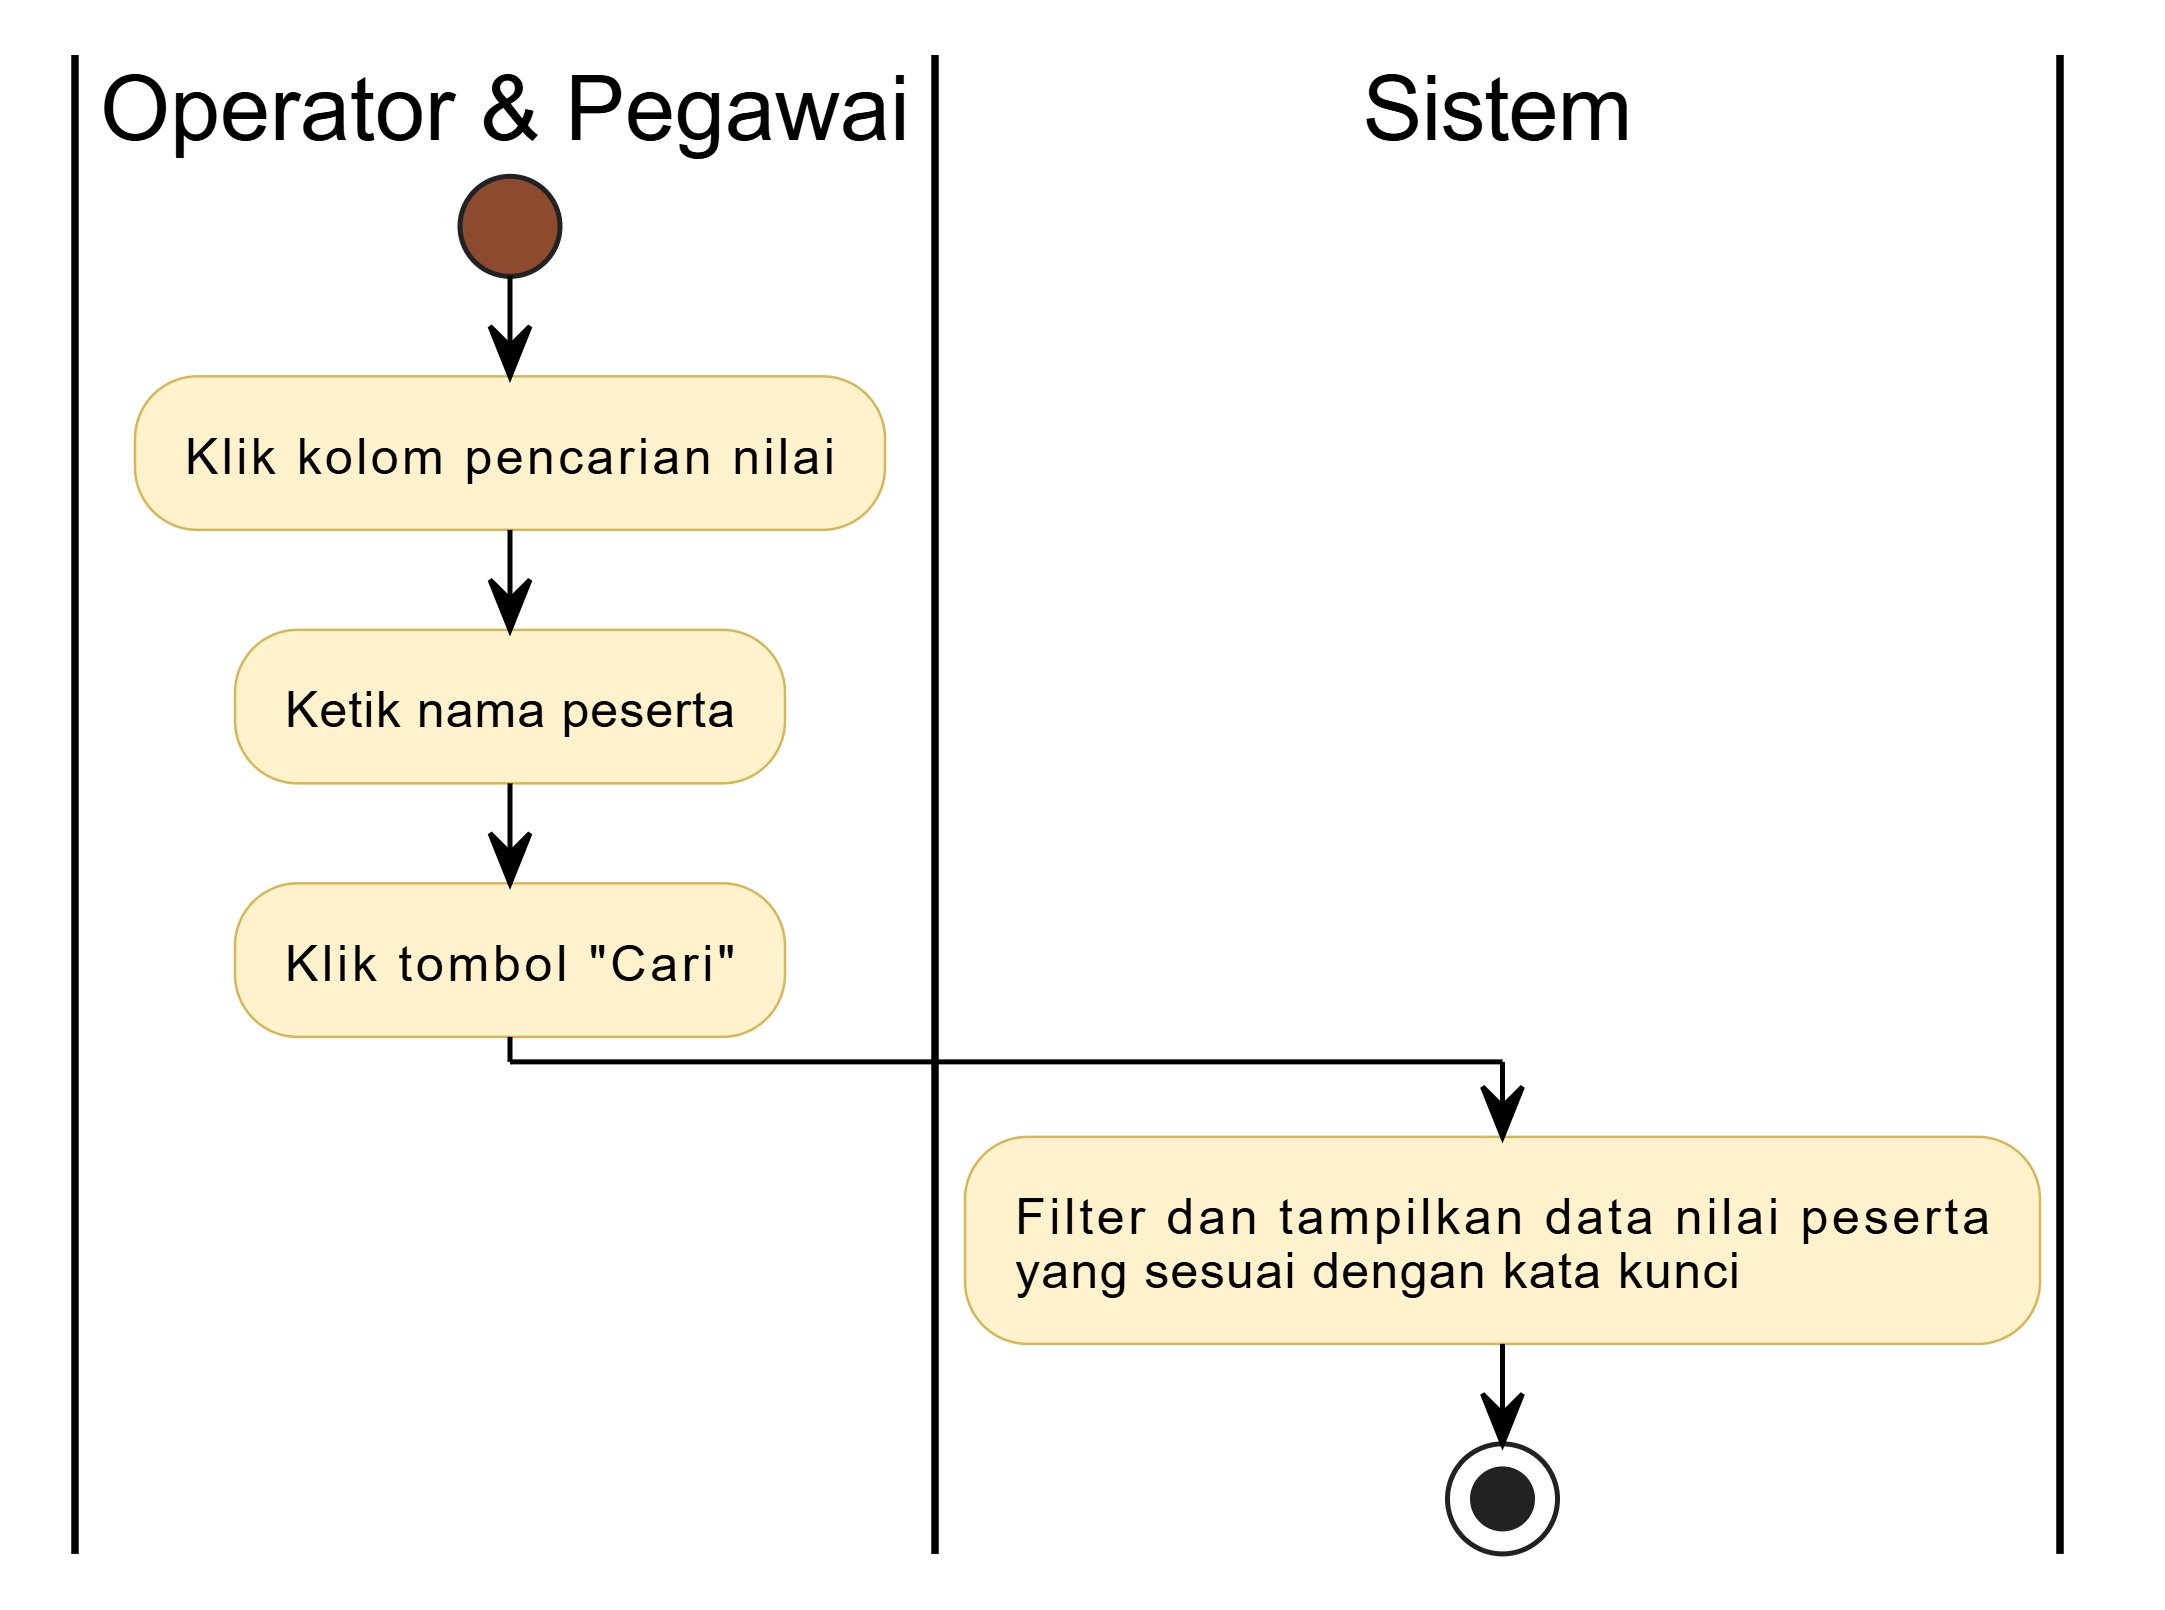 Operator & Pegawai
Sistem
Klik kolom pencarian nilai
Ketik nama peserta
Klik tombol "Cari"
Filter dan tampilkan data nilai peserta
yang sesuai dengan kata kunci